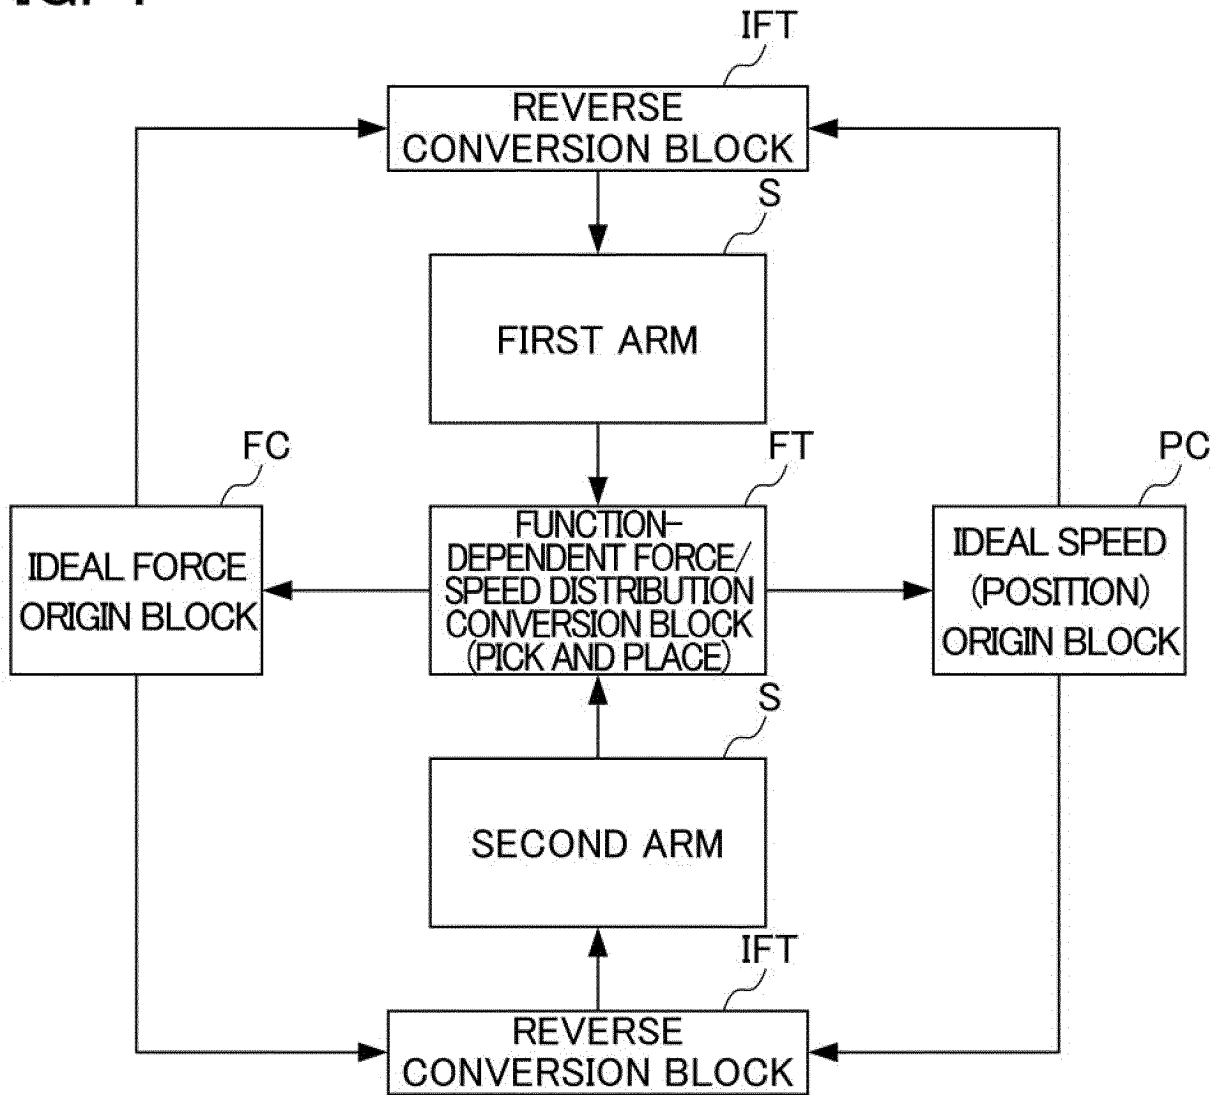 IFT
REVERSE
CONVERSION BLOCK
S
FIRST ARM
FC
FT
PC
IDEAL FORCE
ORIGIN BLOCK
FUNCTION-
DEPENDENT FORCE/
SPEED DISTRIBUTION
CONVERSION BLOCK
(PICK AND PLACE)
IDEAL SPEED
(POSITION)
ORIGIN BLOCK
S
SECOND ARM
IFT
REVERSE
CONVERSION BLOCK